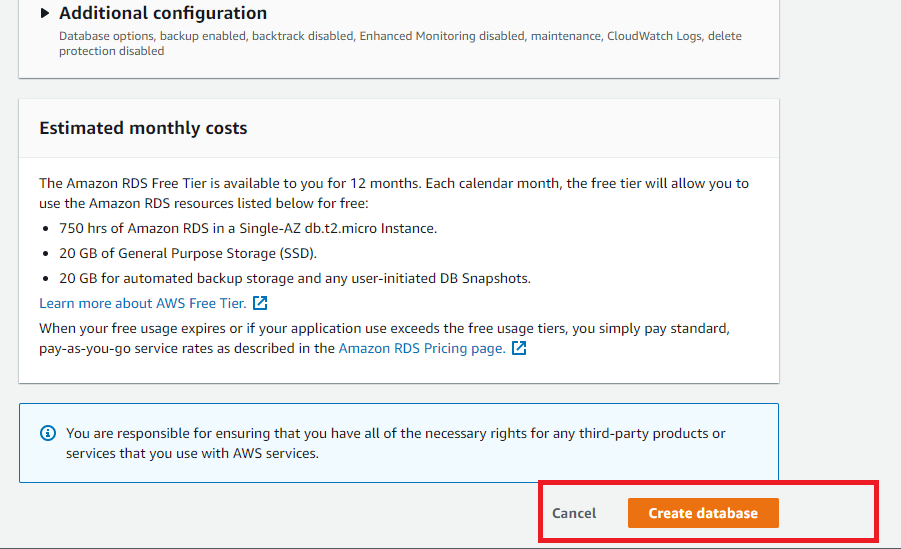 Additional configuration
Database options, backup enabled, backtrack disabled, Enhanced Monitoring disabled, maintenance, CloudWatch Logs, delete
protection disabled
Estimated monthly costs
The Amazon RDS Free Tier is available to you for 12 months. Each calendar month, the free tier will allow you to
use the Amazon RDS resources listed below for free:
• 750 hrs of Amazon RDS in a Single-AZ db.t2.micro Instance.
• 20 GB of General Purpose Storage (SSD).
• 20 GB for automated backup storage and any user-initiated DB Snapshots.
Learn more about AWS Free Tier.
When your free usage expires or if your application use exceeds the free usage tiers, you simply pay standard,
pay-as-you-go service rates as described in the Amazon RDS Pricing page.
You are responsible for ensuring that you have all of the necessary rights for any third-party products or
services that you use with AWS services.
Cancel Create database